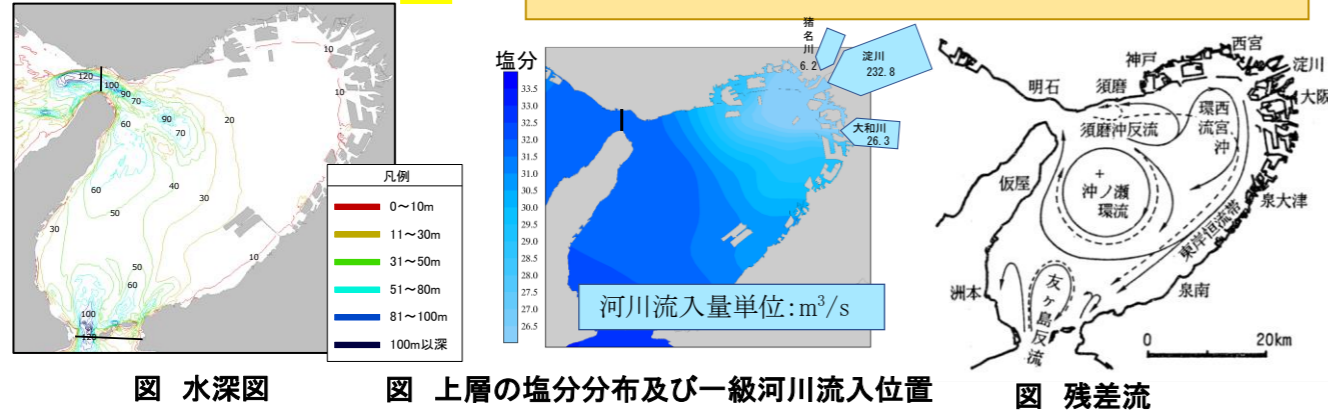 120
100
90
70
60
90
70
20
10
10
60
50
40
30
30
50
50
60
10
100
120
凡例
0～10m
11～30m
31～50m
51～80m
81～100m
100m以深
図 水深図
塩分
33.5
33.0
32.5
32.0
31.5
31.0
30.5
30.0
29.5
29.0
28.5
28.0
27.5
27.0
26.5
猪名川
6.2
淀川
232.8
大和川
26.3
河川流入量単位:m³/s
図 上層の塩分分布及び一級河川流入位置
西宮
神戸
淀川
須磨
明石
大阪
須磨沖反流
西宮沖
環流
仮屋
沖ノ瀬
環流
泉大津
東岸恒流帯
洲本
友ヶ島反流
泉南
0
20km
図 残差流